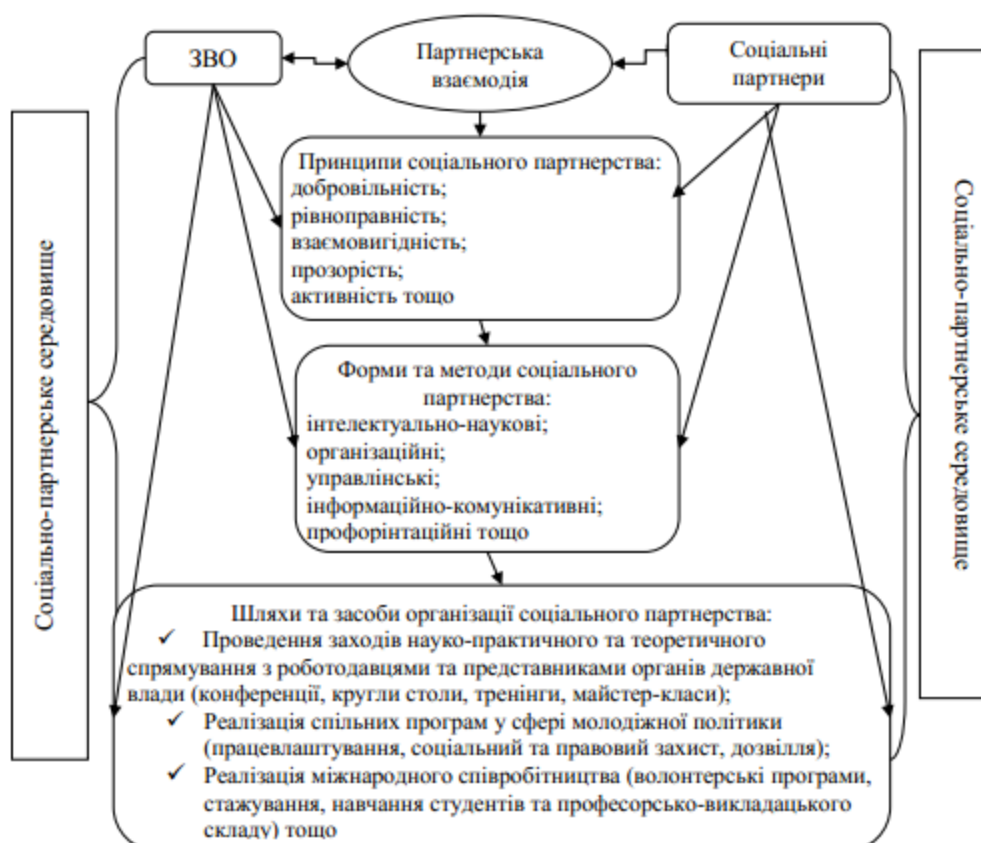 ЗВО
Партнерська
взаємодія
Соціальні
партнери
Соціально-партнерське середовище
Принципи соціального партнерства:
добровільність;
рівноправність;
взаємовигідність;
прозорість;
активність тощо
Соціально-партнерське середовище
Форми та методи соціального
партнерства:
інтелектуально-наукові;
організаційні;
управлінські;
інформаційно-комунікативні;
профорінтаційні тощо
Шляхи та засоби організації соціального партнерства:
✓ Проведення заходів науко-практичного та теоретичного
спрямування з роботодавцями та представниками органів державної
влади (конференції, кругли столи, тренінги, майстер-класи);
✓ Реалізація спільних програм у сфері молодіжної політики
(працевлаштування, соціальний та правовий захист, дозвілля);
✓ Реалізація міжнародного співробітництва (волонтерські програми,
стажування, навчання студентів та професорсько-викладацького
складу) тощо